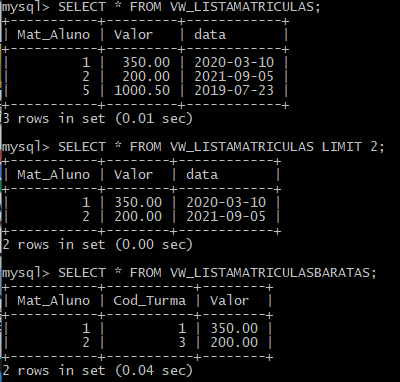 mysql> SELECT * FROM VW_LISTAMATRICULAS;
+-----------+---------+------------+
| Mat_Aluno | Valor   | data       |
+-----------+---------+------------+
|         1 |  350.00 | 2020-03-10 |
|         2 |  200.00 | 2021-09-05 |
|         5 | 1000.50 | 2019-07-23 |
+-----------+---------+------------+
3 rows in set (0.01 sec)
mysql> SELECT * FROM VW_LISTAMATRICULAS LIMIT 2;
+-----------+--------+------------+
| Mat_Aluno | Valor  | data       |
+-----------+--------+------------+
|         1 | 350.00 | 2020-03-10 |
|         2 | 200.00 | 2021-09-05 |
+-----------+--------+------------+
2 rows in set (0.00 sec)
mysql> SELECT * FROM VW_LISTAMATRICULASBARATAS;
+-----------+-----------+--------+
| Mat_Aluno | Cod_Turma | Valor  |
+-----------+-----------+--------+
|         1 |         1 | 350.00 |
|         2 |         3 | 200.00 |
+-----------+-----------+--------+
2 rows in set (0.04 sec)